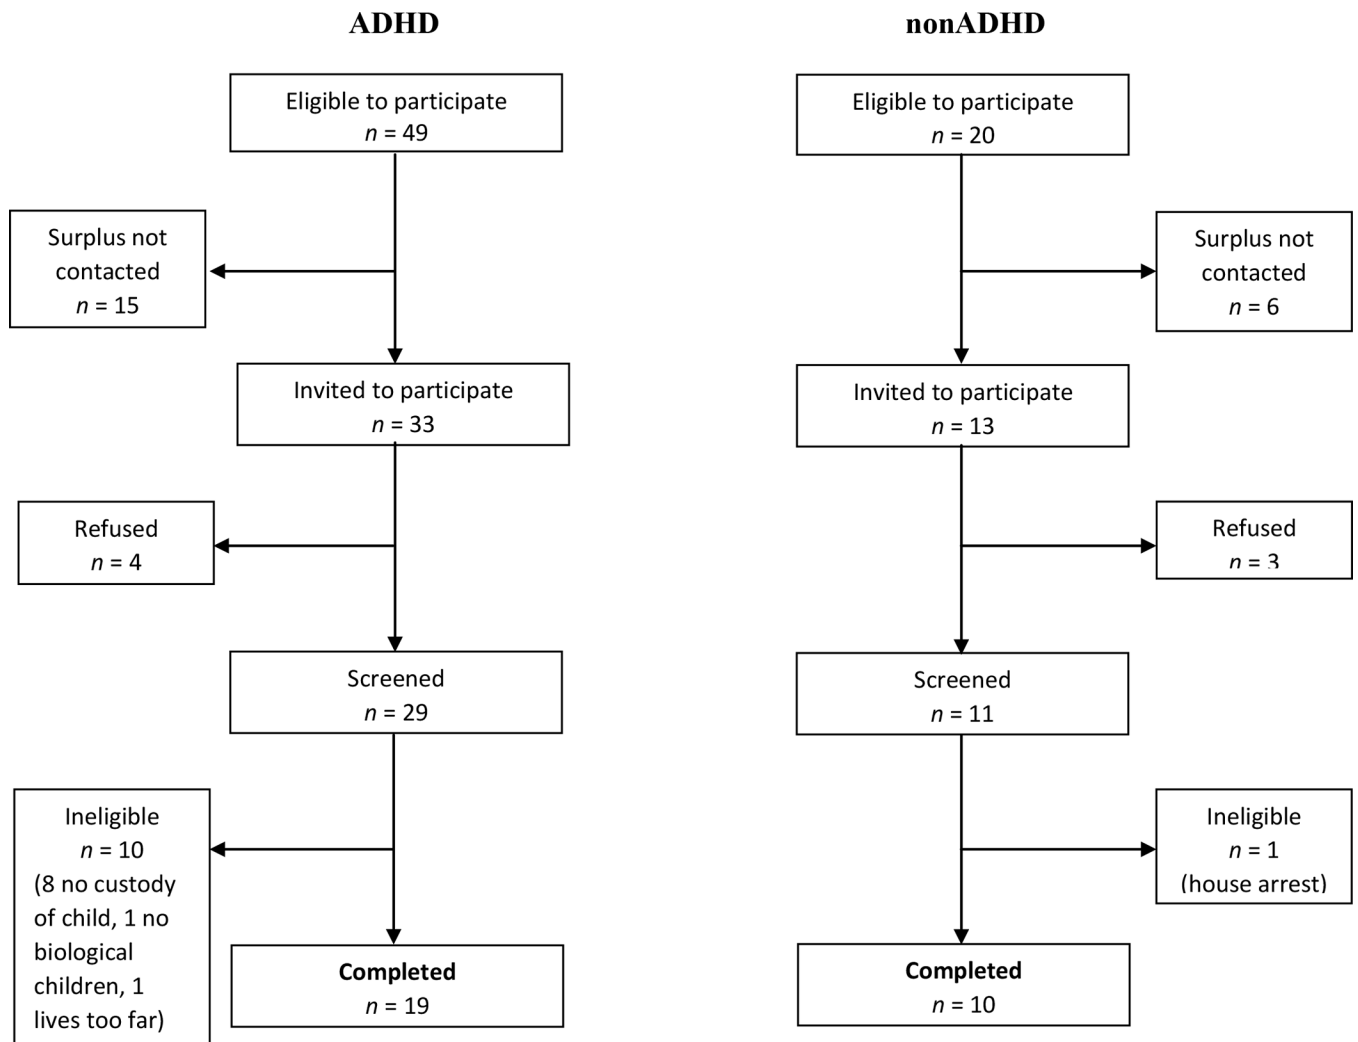 ADHD
Eligible to participate
n = 49
Surplus not
contacted
n = 15
Invited to participate
n = 33
Refused
n = 4
Screened
n = 29
Ineligible
n = 10
(8 no custody
of child, 1 no
biological
children, 1
lives too far)
Completed
n = 19
nonADHD
Eligible to participate
n = 20
Surplus not
contacted
n = 6
Invited to participate
n = 13
Refused
n = 3
Screened
n = 11
Ineligible
n = 1
(house arrest)
Completed
n = 10